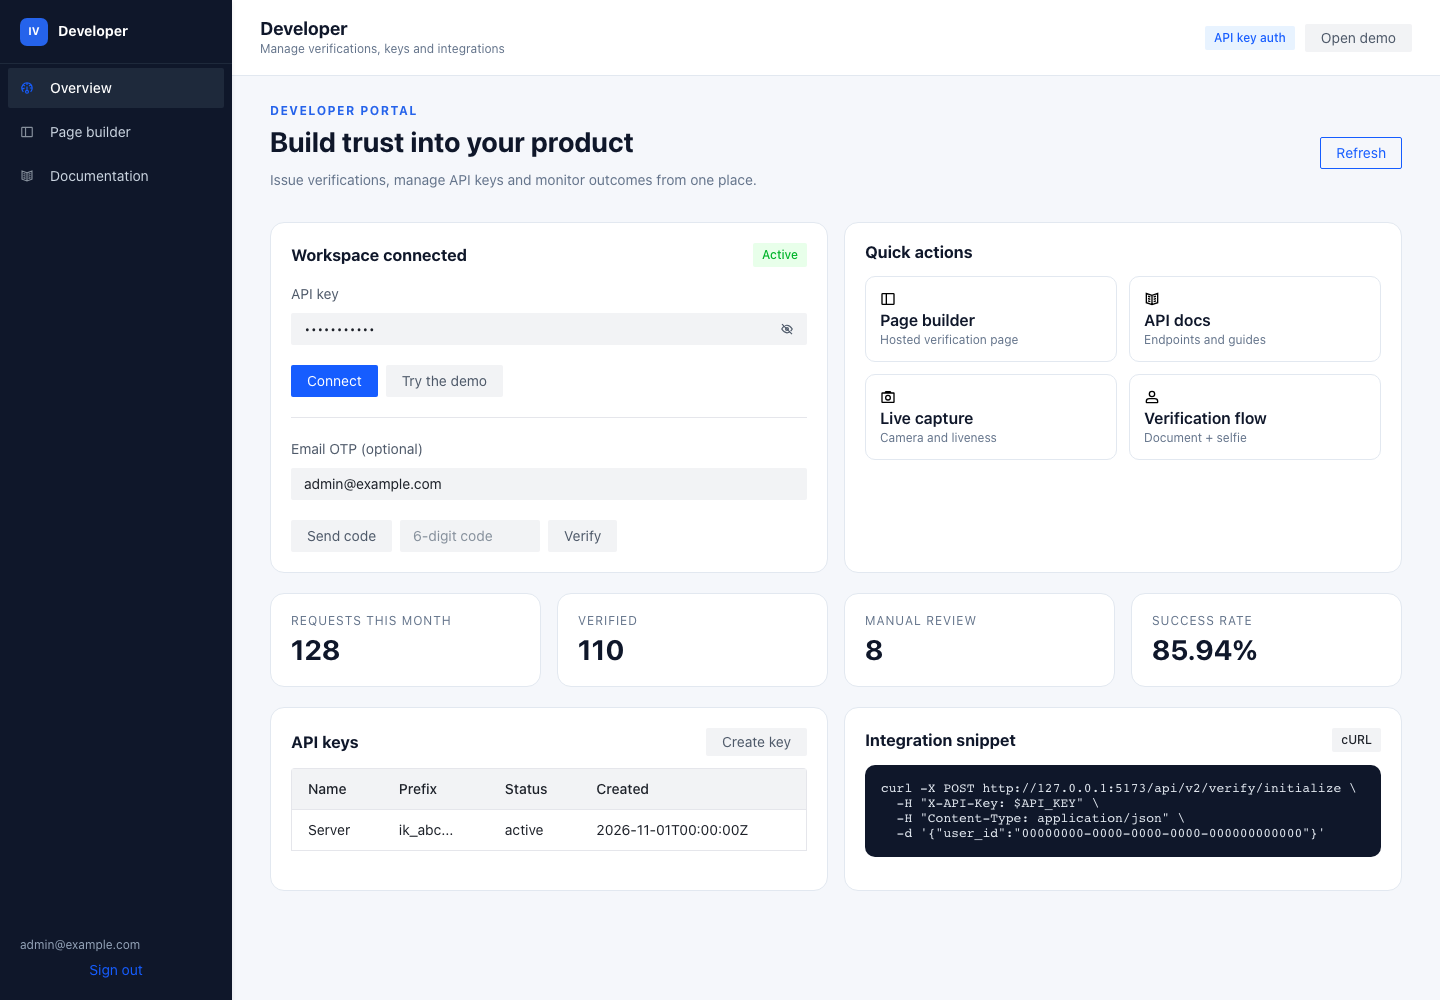 IV
Developer
Overview
Page builder
Documentation
admin@example.com
Sign out
Developer
Manage verifications, keys and integrations
API key auth
Open demo
DEVELOPER PORTAL
Build trust into your product
Issue verifications, manage API keys and monitor outcomes from one place.
Refresh
Workspace connected
Active
API key
•••••••••••
Connect
Try the demo
Email OTP (optional)
admin@example.com
Send code
6-digit code
Verify
Quick actions
Page builder
Hosted verification page
API docs
Endpoints and guides
Live capture
Camera and liveness
Verification flow
Document + selfie
REQUESTS THIS MONTH
128
VERIFIED
110
MANUAL REVIEW
8
SUCCESS RATE
85.94%
API keys
Create key
Name Prefix Status Created
Server ik_abc... active 2026-11-01T00:00:00Z
Integration snippet
cURL
curl -X POST http://127.0.0.1:5173/api/v2/verify/initialize \
-H "X-API-Key: $API_KEY" \
-H "Content-Type: application/json" \
-d '{"user_id":"00000000-0000-0000-0000-000000000000"}'